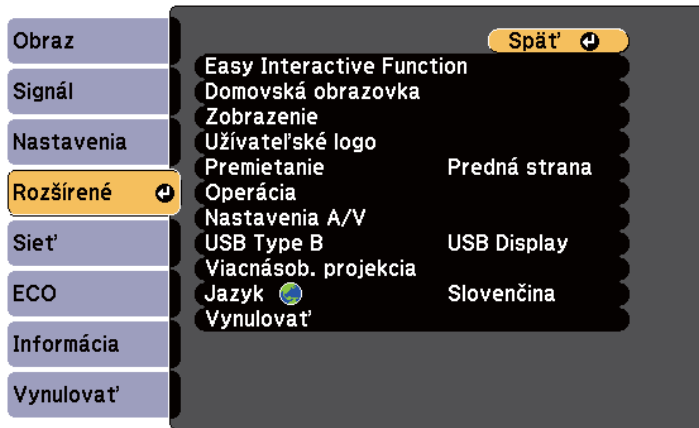 Obraz
Signál
Nastavenia
Rozšírené
Sieť
ECO
Informácia
Vynulovať
Späť
Easy Interactive Function
Domovská obrazovka
Zobrazenie
Užívateľské logo
Premietanie Predná strana
Operácia
Nastavenia A/V
USB Type B USB Display
Viacnásob. projekcia
Jazyk Slovenčina
Vynulovať